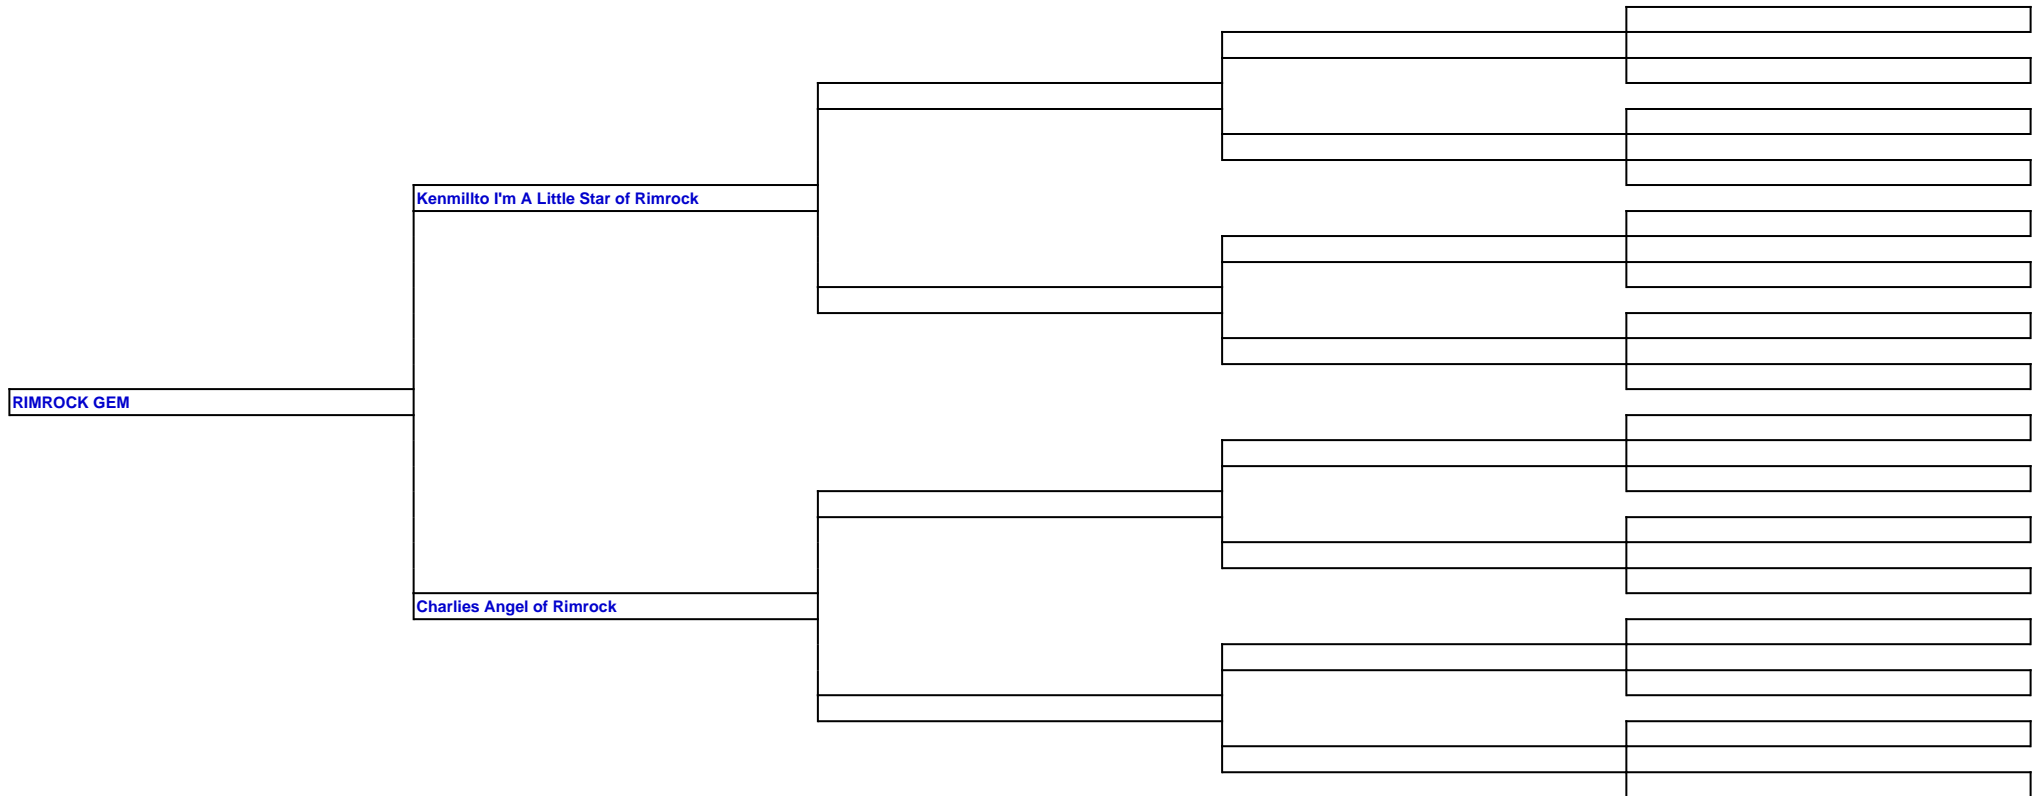 Kenmillto I'm A Little Star of Rimrock
RIMROCK GEM
Charlies Angel of Rimrock